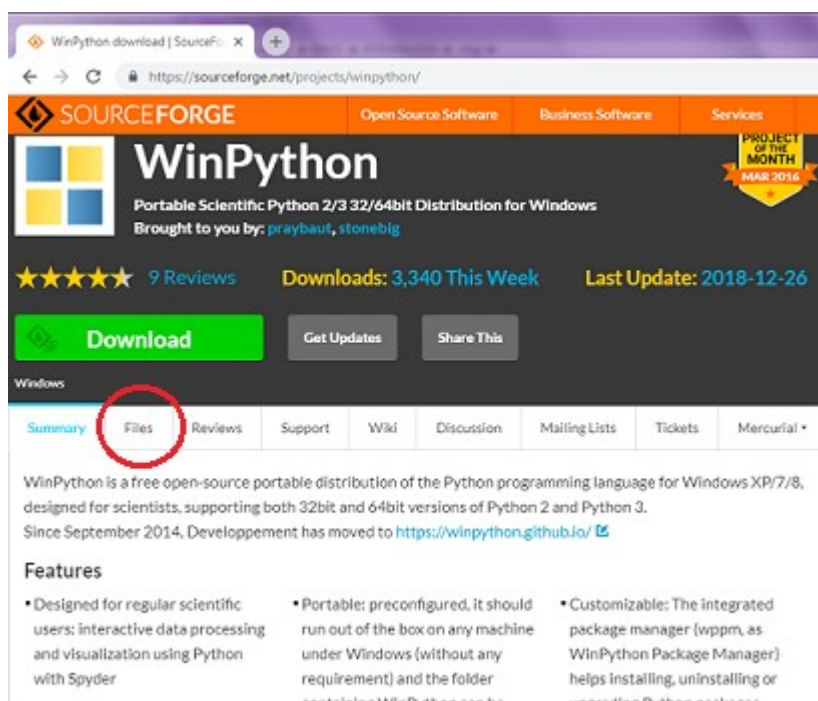 WinPython download | SourceFo
https://sourceforge.net/projects/winpython/
SOURCEFORGE Open Source Software Business Software Services
PROJECT
OF THE
MONTH
MAR 2016
WinPython
Portable Scientific Python 2/3 32/64bit Distribution for Windows
Brought to you by: praybaut, stonebig
9 Reviews Downloads: 3,340 This Week Last Update: 2018-12-26
Download Get Updates Share This
Windows
Summary Files Reviews Support Wiki Discussion Mailing Lists Tickets Mercurial
WinPython is a free open-source portable distribution of the Python programming language for Windows XP/7/8,
designed for scientists, supporting both 32bit and 64bit versions of Python 2 and Python 3.
Since September 2014, Developpement has moved to https://winpython.github.io/
Features
• Designed for regular scientific
users: interactive data processing
and visualization using Python
with Spyder
• Portable: preconfigured, it should
run out of the box on any machine
under Windows (without any
requirement) and the folder
containing WinPython can be
• Customizable: The integrated
package manager (wppm, as
WinPython Package Manager)
helps installing, uninstalling or
upgrading Python packages